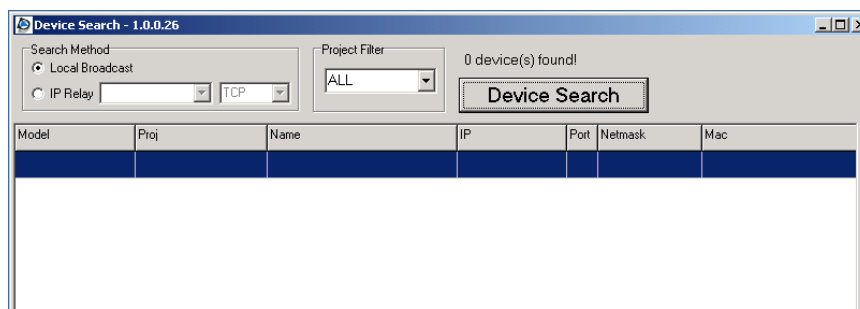 Device Search - 1.0.0.26
Search Method
Local Broadcast
IP Relay
TCP
Project Filter
ALL
0 device(s) found!
Device Search
Model Proj Name IP Port Netmask Mac